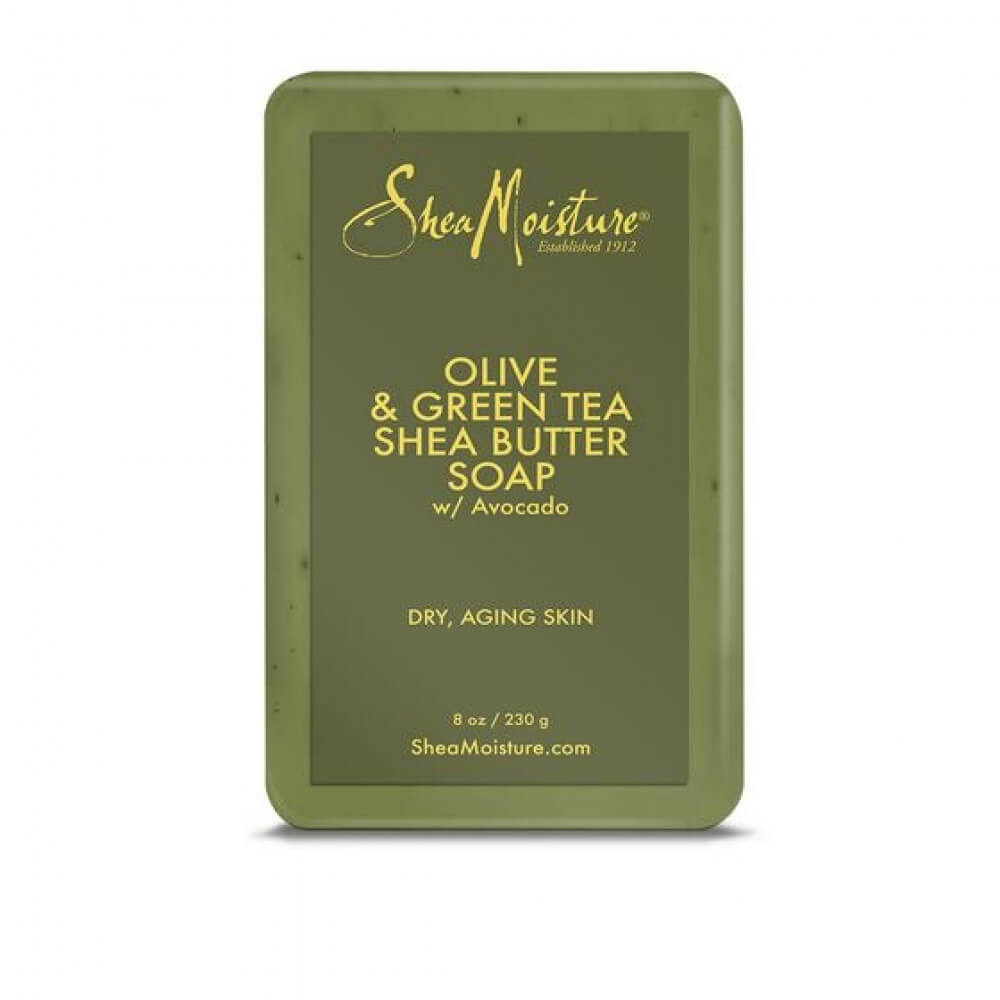 SheaMoisture®
Established 1912
OLIVE
& GREEN TEA
SHEA BUTTER
SOAP
w/ Avocado
DRY, AGING SKIN
8 oz / 230 g
SheaMoisture.com